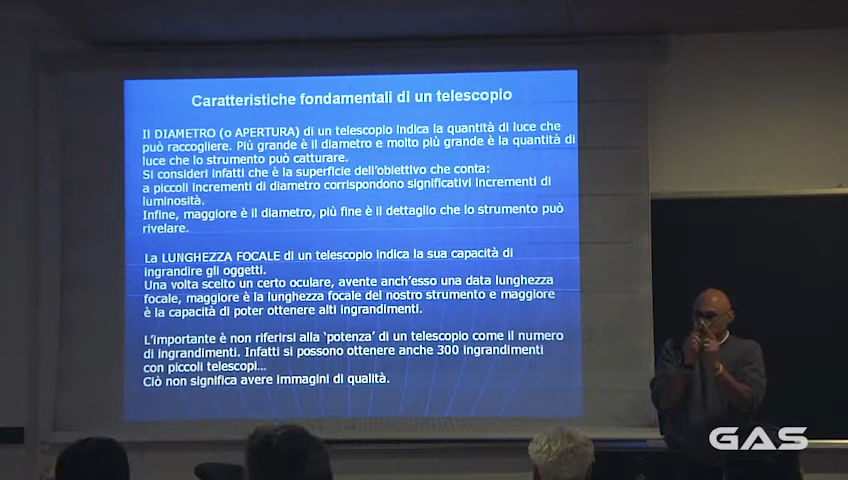 Caratteristiche fondamentali di un telescopio
Il DIAMETRO (o APERTURA) di un telescopio indica la quantità di luce che
può raccogliere. Più grande è il diametro e molto più grande è la quantità di
luce che lo strumento può catturare.
Si consideri infatti che è la superficie dell'obiettivo che conta:
a piccoli incrementi di diametro corrispondono significativi incrementi di
luminosità.
Infine, maggiore è il diametro, più fine è il dettaglio che lo strumento può
rivelare.
La LUNGHEZZA FOCALE di un telescopio indica la sua capacità di
ingrandire gli oggetti.
Una volta scelto un certo oculare, avente anch'esso una data lunghezza
focale, maggiore è la lunghezza focale del nostro strumento e maggiore
è la capacità di poter ottenere alti ingrandimenti.
L'importante è non riferirsi alla 'potenza' di un telescopio come il numero
di ingrandimenti. Infatti si possono ottenere anche 300 ingrandimenti
con piccoli telescopi...
Ciò non significa avere immagini di qualità.
GAS